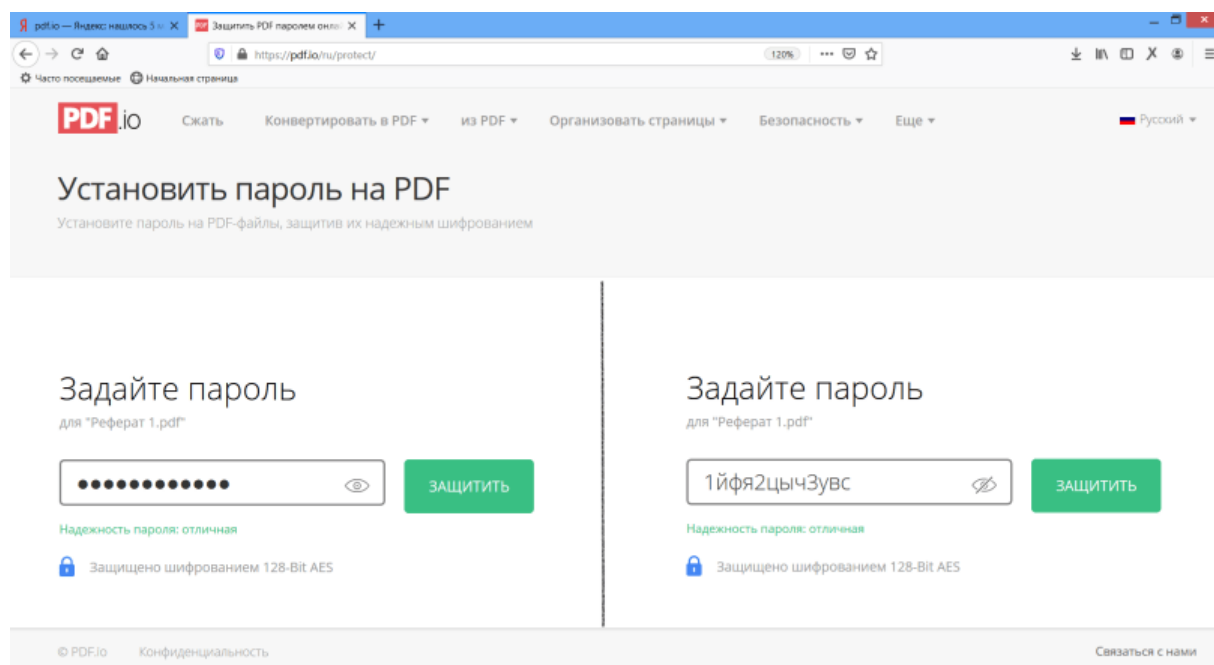 pdf.io — Яндекс: нашлось 5 м Защитить PDF паролем онла
https://pdf.io/ru/protect/ 120%
Часто посещаемые Начальная страница
PDF.io Сжать Конвертировать в PDF из PDF Организовать страницы Безопасность Еще Русский
Установить пароль на PDF
Установите пароль на PDF-файлы, защитив их надежным шифрованием
Задайте пароль
для "Реферат 1.pdf"
●●●●●●●●●●●● ЗАЩИТИТЬ
Надежность пароля: отличная
Защищено шифрованием 128-Bit AES
Задайте пароль
для "Реферат 1.pdf"
1йфя2цыч3увс ЗАЩИТИТЬ
Надежность пароля: отличная
Защищено шифрованием 128-Bit AES
© PDF.io Конфиденциальность Связаться с нами